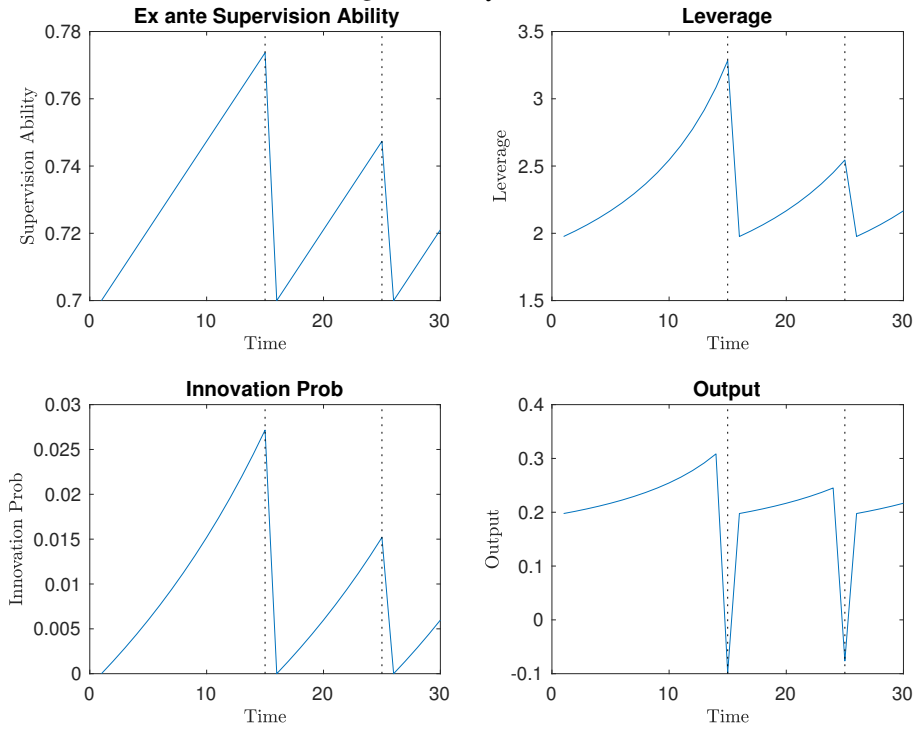 Ex ante Supervision Ability
0.78
0.76
0.74
0.72
0.7
Supervision Ability
0 10 20 30
Time
Leverage
3.5
3
2.5
2
1.5
Leverage
0 10 20 30
Time
Innovation Prob
0.03
0.025
0.02
0.015
0.01
0.005
0
Innovation Prob
0 10 20 30
Time
Output
0.4
0.3
0.2
0.1
0
-0.1
Output
0 10 20 30
Time